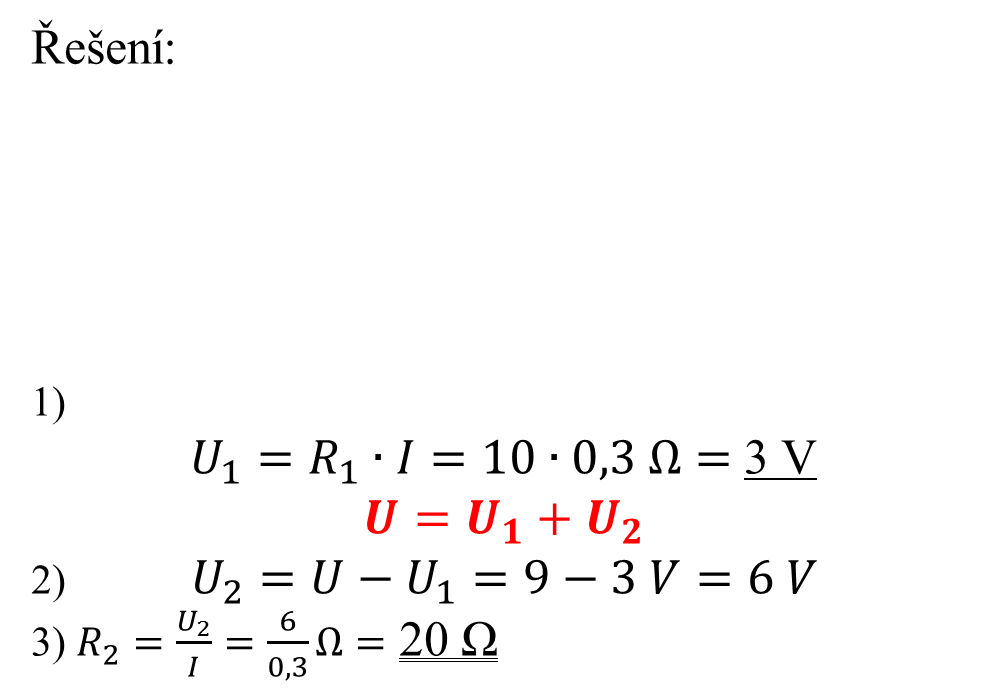 Řešení:
1)
U₁ = R₁ · I = 10 · 0,3 Ω = 3 V
U = U₁ + U₂
2) U₂ = U − U₁ = 9 − 3 V = 6 V
3) R₂ = U₂/I = 6/0,3 Ω = 20 Ω